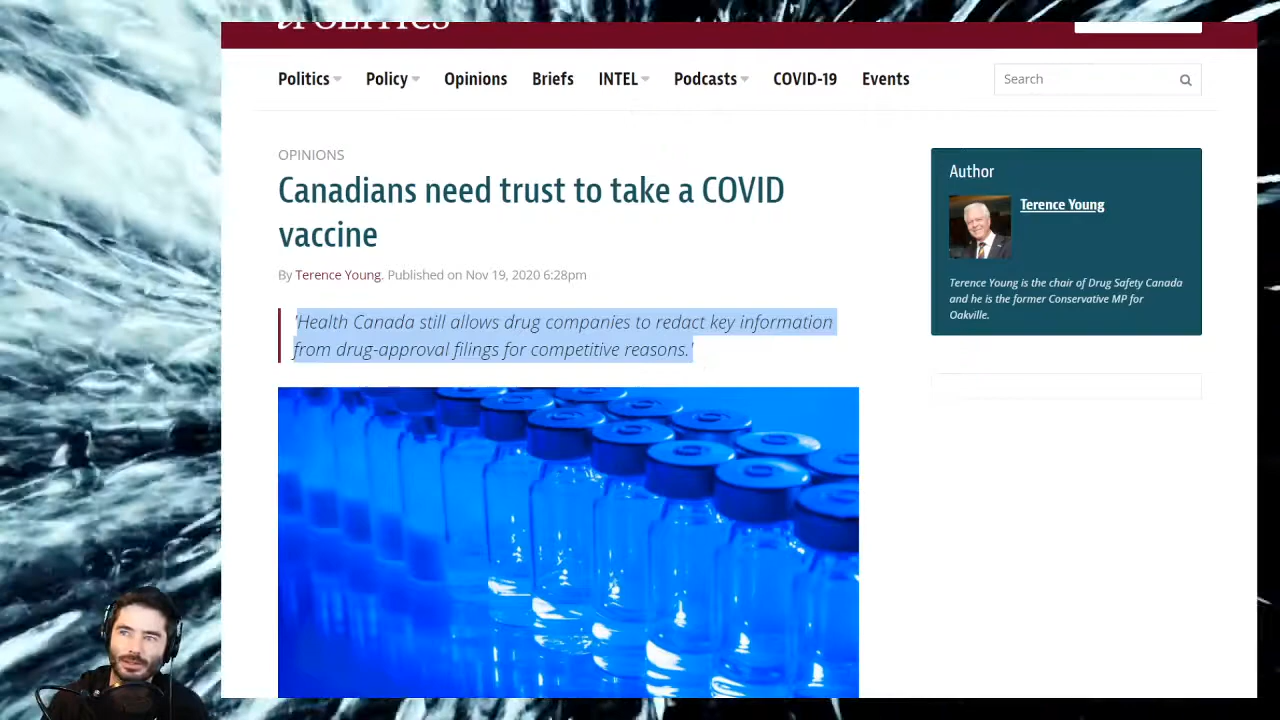 iPOLITICS
Politics Policy Opinions Briefs INTEL Podcasts COVID-19 Events
Search
OPINIONS
Canadians need trust to take a COVID
vaccine
By Terence Young. Published on Nov 19, 2020 6:28pm
'Health Canada still allows drug companies to redact key information
from drug-approval filings for competitive reasons.'
Author
Terence Young
Terence Young is the chair of Drug Safety Canada
and he is the former Conservative MP for
Oakville.